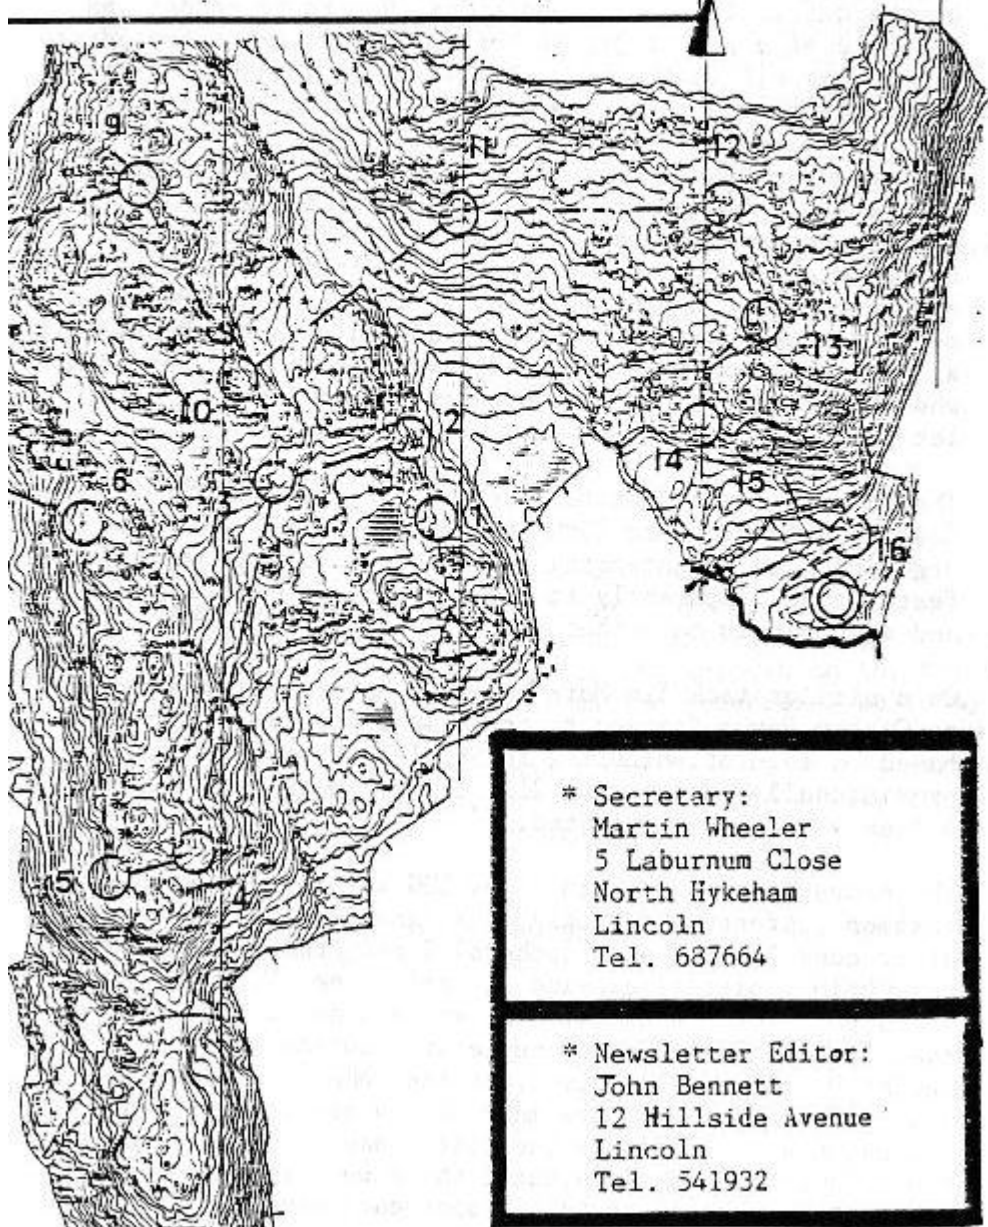 9
11
12
13
10
2
6
3
14
15
16
1
5
4
* Secretary:
Martin Wheeler
5 Laburnum Close
North Hykeham
Lincoln
Tel. 687664
* Newsletter Editor:
John Bennett
12 Hillside Avenue
Lincoln
Tel. 541932